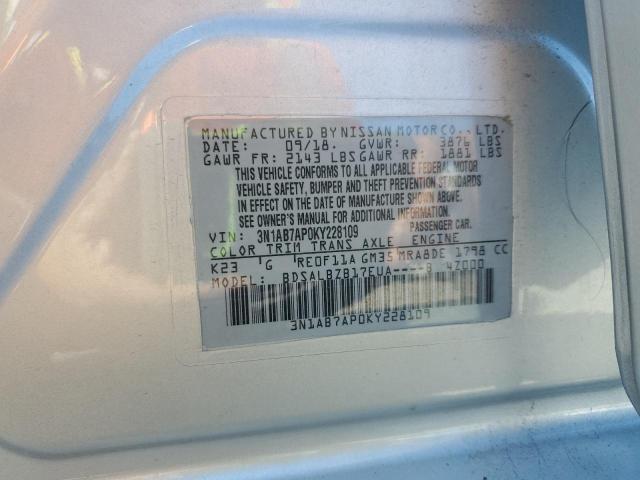 MANUFACTURED BY NISSAN MOTOR CO., LTD.
DATE: 09/18. GVWR: 3876 LBS
GAWR FR: 2143 LBS GAWR RR: 1881 LBS
THIS VEHICLE CONFORMS TO ALL APPLICABLE FEDERAL MOTOR
VEHICLE SAFETY, BUMPER AND THEFT PREVENTION STANDARDS
IN EFFECT ON THE DATE OF MANUFACTURE SHOWN ABOVE.
SEE OWNER'S MANUAL FOR ADDITIONAL INFORMATION.
VIN: 3N1AB7AP0KY228109 PASSENGER CAR.
COLOR TRIM TRANS AXLE ENGINE
K23 G RE0F11A GM35 MRA8DE 1798 CC
MODEL: BDSALBZB17EUA----B 4Z000
3N1AB7AP0KY228109